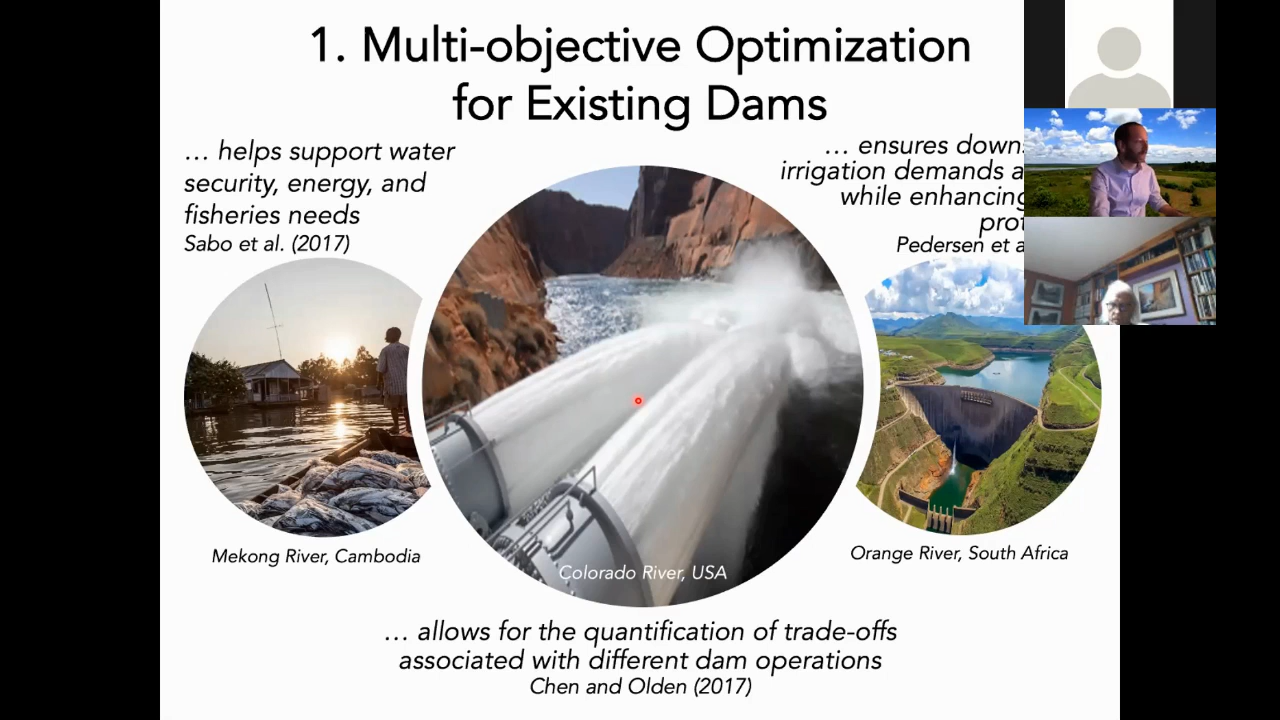 1. Multi-objective Optimization
for Existing Dams
… helps support water
security, energy, and
fisheries needs
Sabo et al. (2017)
… ensures
irrigation demands
while enhancing
Pedersen et
Mekong River, Cambodia
Colorado River, USA
Orange River, South Africa
… allows for the quantification of trade-offs
associated with different dam operations
Chen and Olden (2017)